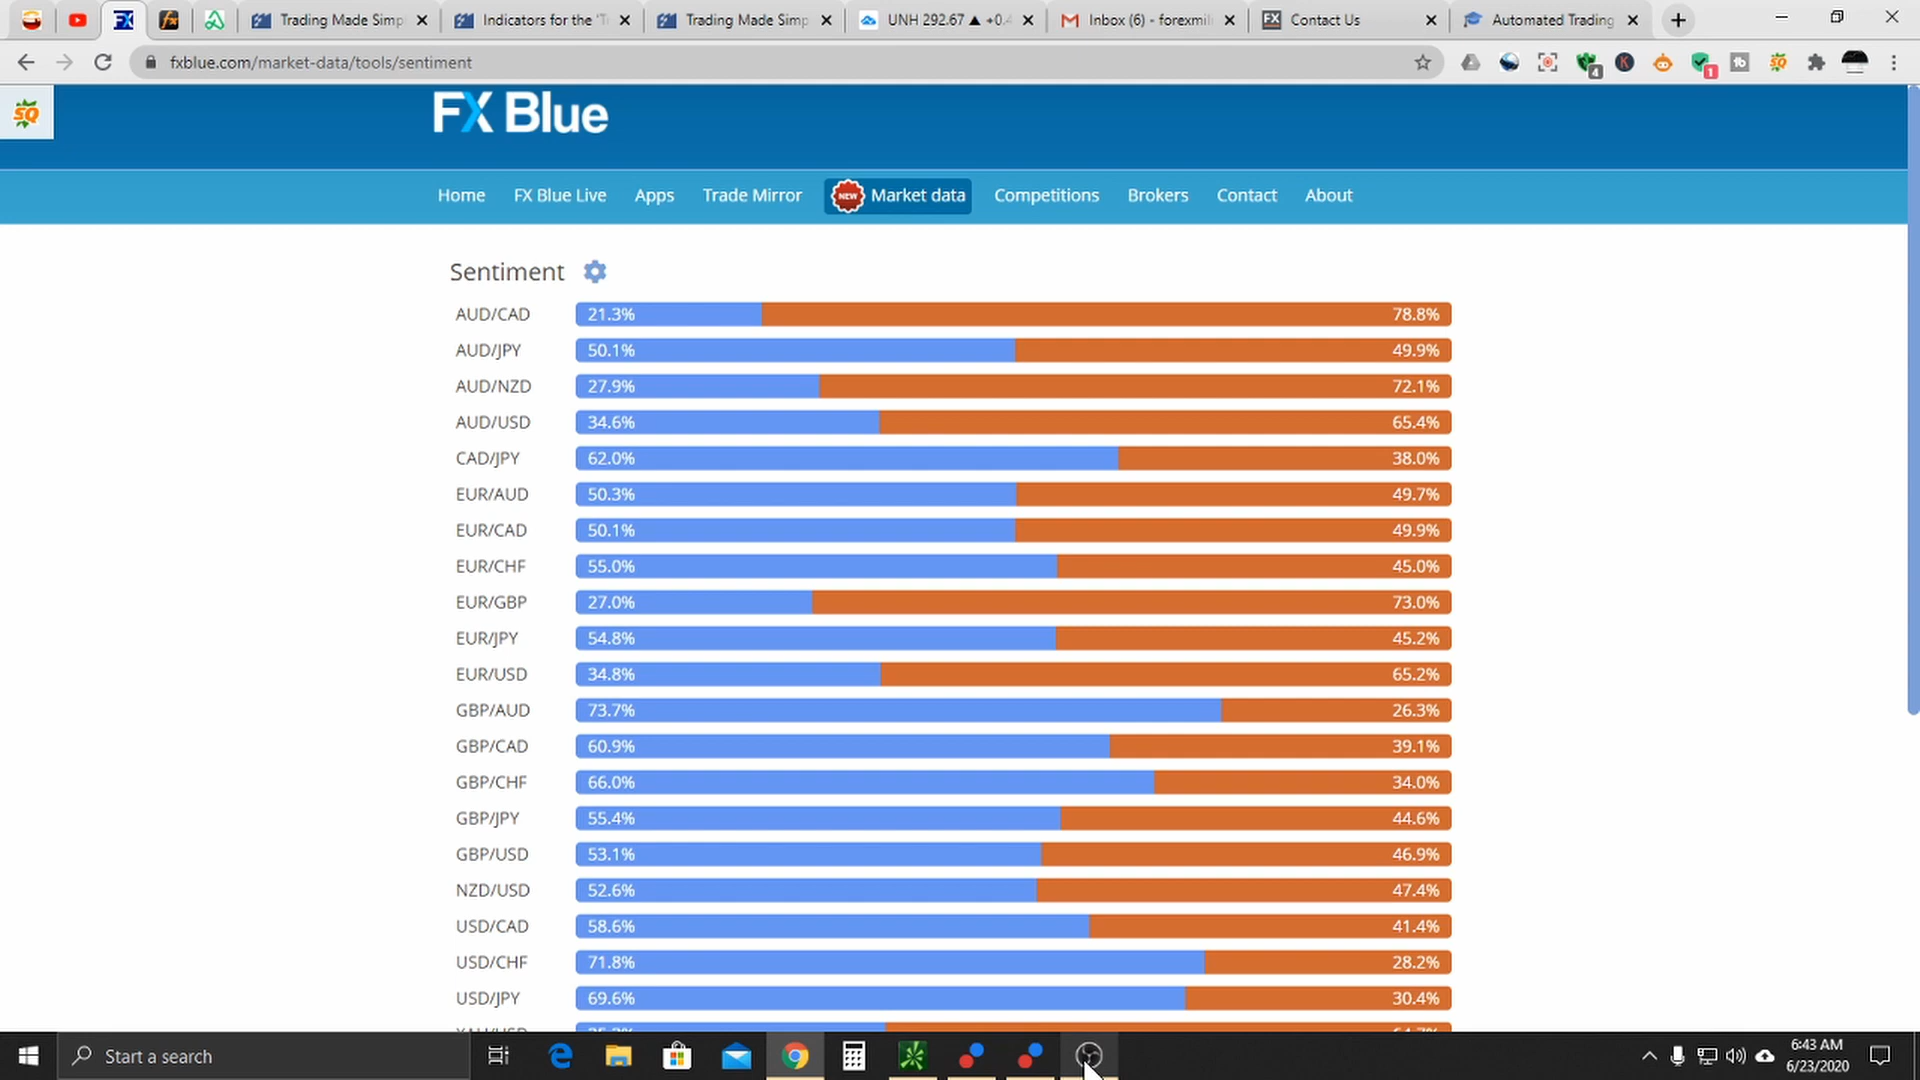 Trading Made Simp
Indicators for the 'T
Trading Made Simp
UNH 292.67 ▲ +0.4
Inbox (6) - forexmil
Contact Us
Automated Trading
fxblue.com/market-data/tools/sentiment
4
1
SQ
FX Blue
Home FX Blue Live Apps Trade Mirror NEW Market data Competitions Brokers Contact About
Sentiment
AUD/CAD 21.3% 78.8%
AUD/JPY 50.1% 49.9%
AUD/NZD 27.9% 72.1%
AUD/USD 34.6% 65.4%
CAD/JPY 62.0% 38.0%
EUR/AUD 50.3% 49.7%
EUR/CAD 50.1% 49.9%
EUR/CHF 55.0% 45.0%
EUR/GBP 27.0% 73.0%
EUR/JPY 54.8% 45.2%
EUR/USD 34.8% 65.2%
GBP/AUD 73.7% 26.3%
GBP/CAD 60.9% 39.1%
GBP/CHF 66.0% 34.0%
GBP/JPY 55.4% 44.6%
GBP/USD 53.1% 46.9%
NZD/USD 52.6% 47.4%
USD/CAD 58.6% 41.4%
USD/CHF 71.8% 28.2%
USD/JPY 69.6% 30.4%
Start a search
6:43 AM
6/23/2020